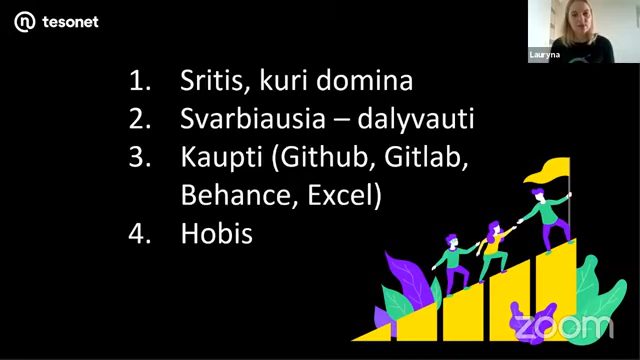 tesonet
Lauryna
1. Sritis, kuri domina
2. Svarbiausia – dalyvauti
3. Kaupti (Github, Gitlab,
Behance, Excel)
4. Hobis
zoom